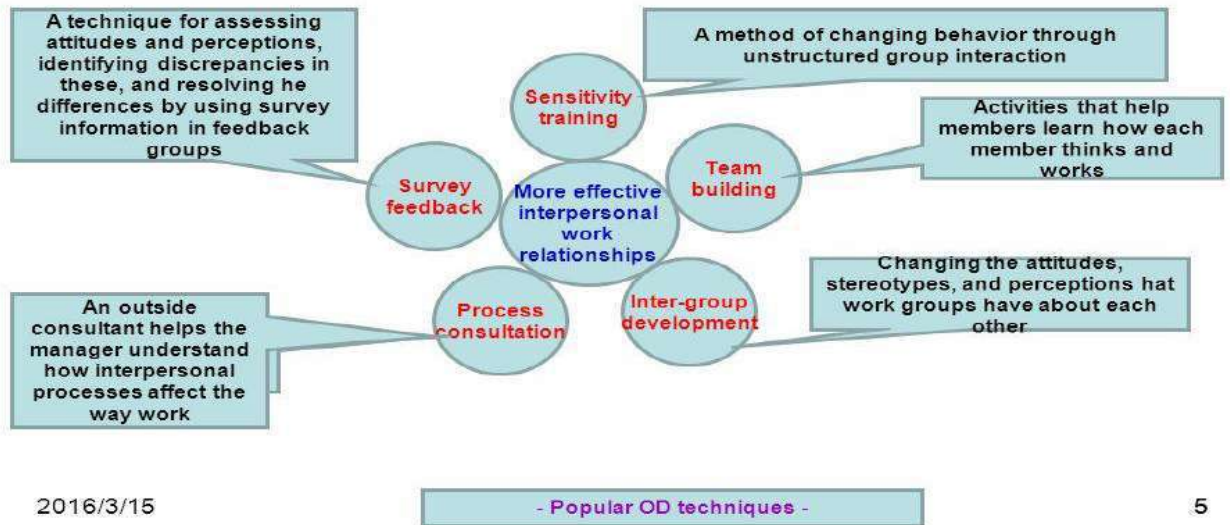 A technique for assessing
attitudes and perceptions,
identifying discrepancies in
these, and resolving he
differences by using survey
information in feedback
groups
A method of changing behavior through
unstructured group interaction
Sensitivity
training
Activities that help
members learn how each
member thinks and
works
Team
building
Survey
feedback
More effective
interpersonal
work
relationships
Changing the attitudes,
stereotypes, and perceptions hat
work groups have about each
other
Inter-group
development
Process
consultation
An outside
consultant helps the
manager understand
how interpersonal
processes affect the
way work
2016/3/15
- Popular OD techniques -
5